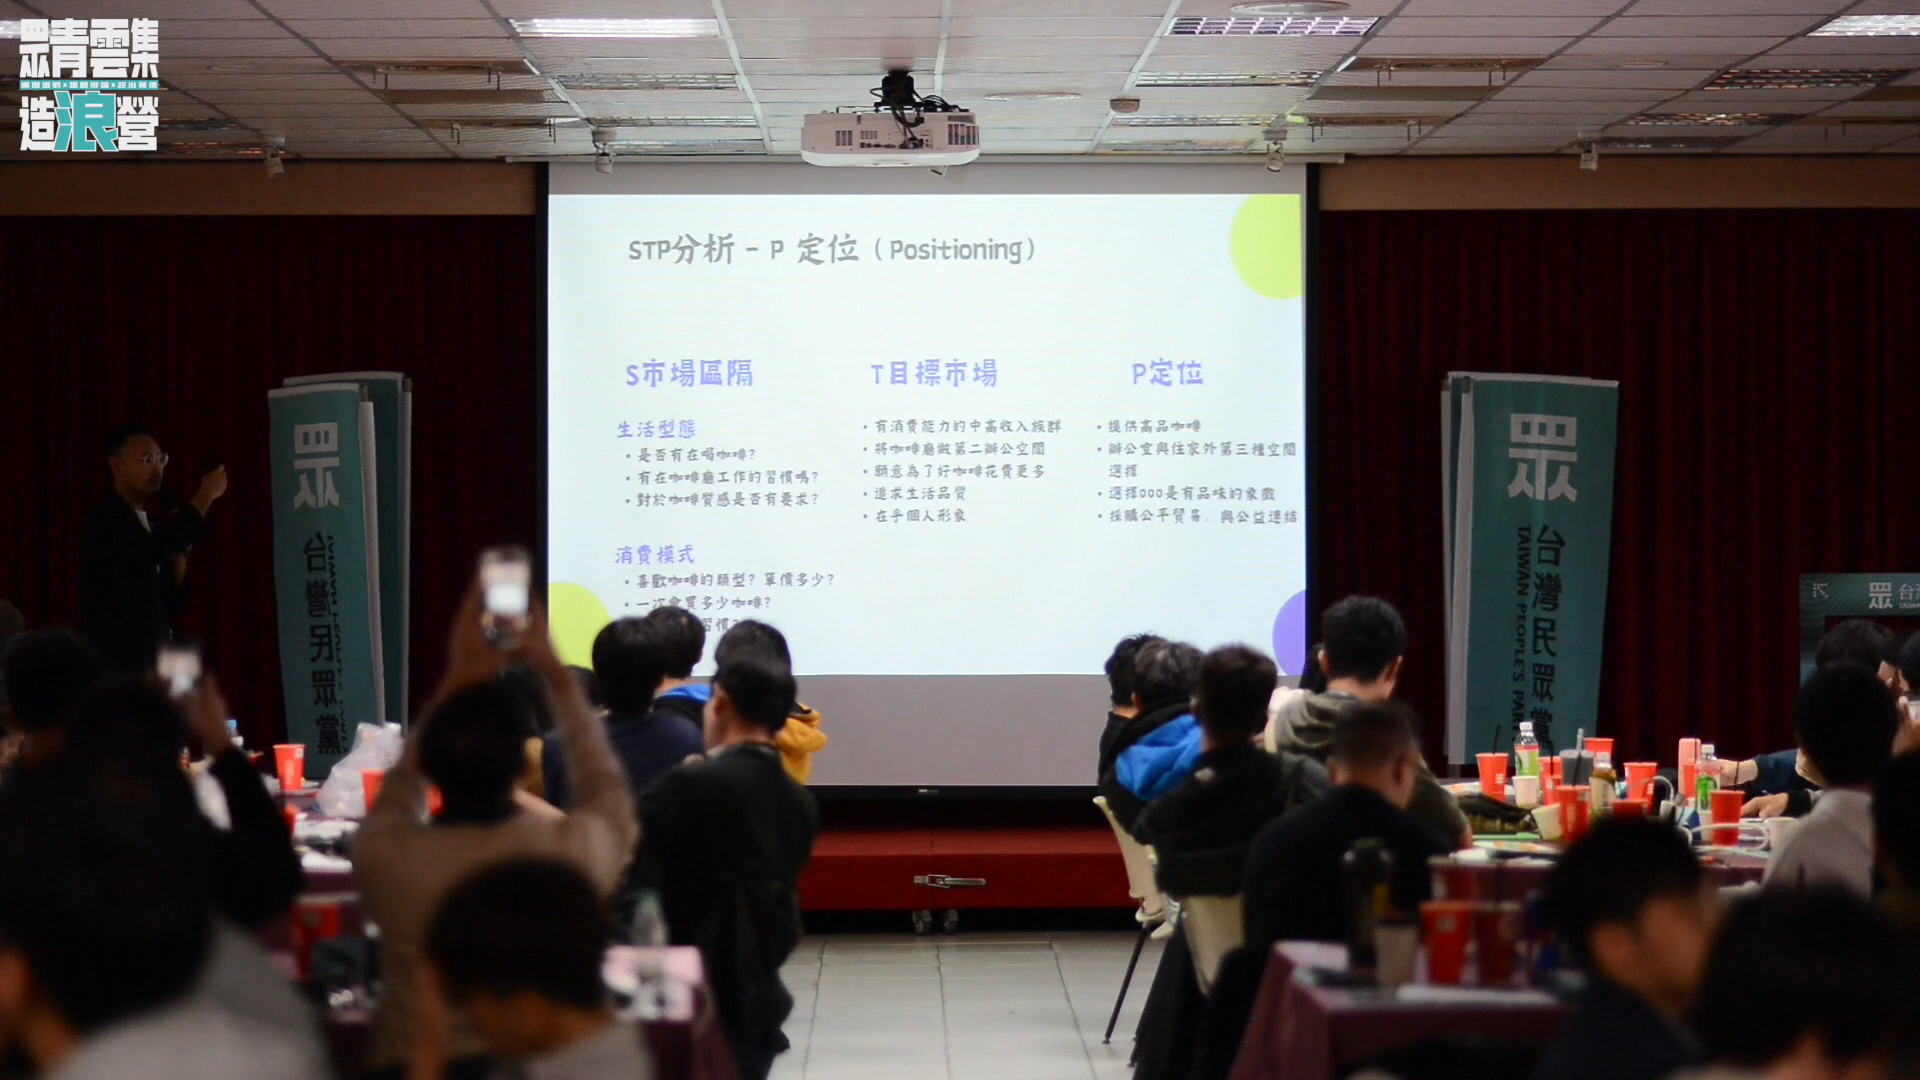 眾青雲集
造浪營
STP分析 - P 定位（Positioning）
S市場區隔
生活型態
• 是否有在喝咖啡？
• 有在咖啡廳工作的習慣嗎？
• 對於咖啡質感是否有要求？
消費模式
• 喜歡咖啡的類型？單價多少？
• 一次會買多少咖啡？
習慣？
T目標市場
• 有消費能力的中高收入族群
• 將咖啡廳做第二辦公空間
• 願意為了好咖啡花費更多
• 追求生活品質
• 在乎個人形象
P定位
• 提供高品咖啡
• 辦公室與住家外第三種空間
選擇
• 選擇OOO是有品味的象徵
• 採購公平貿易，與公益連結
眾
台灣民眾黨
眾
台灣民眾黨
TAIWAN PEOPLE'S PAR
眾 台灣